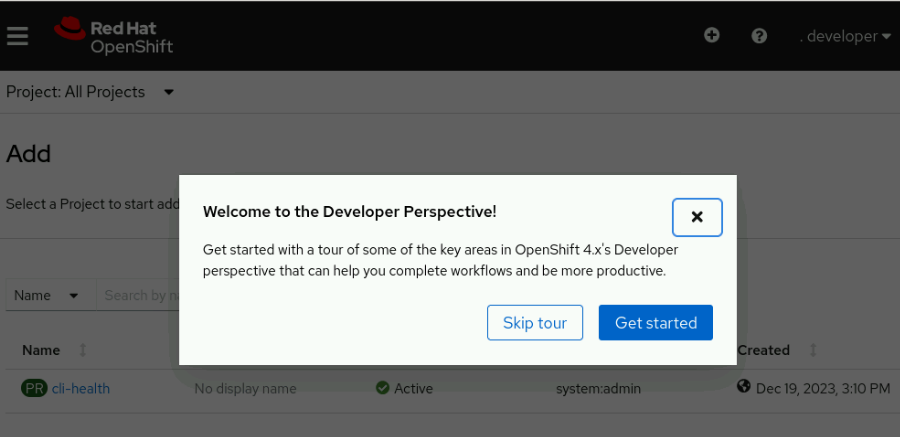 Red Hat
OpenShift
. developer
Project: All Projects
Add
Select a Project to start add
Welcome to the Developer Perspective!
Get started with a tour of some of the key areas in OpenShift 4.x's Developer
perspective that can help you complete workflows and be more productive.
Name
Search by na
Skip tour
Get started
Name
Created
PR cli-health
No display name
Active
system:admin
Dec 19, 2023, 3:10 PM